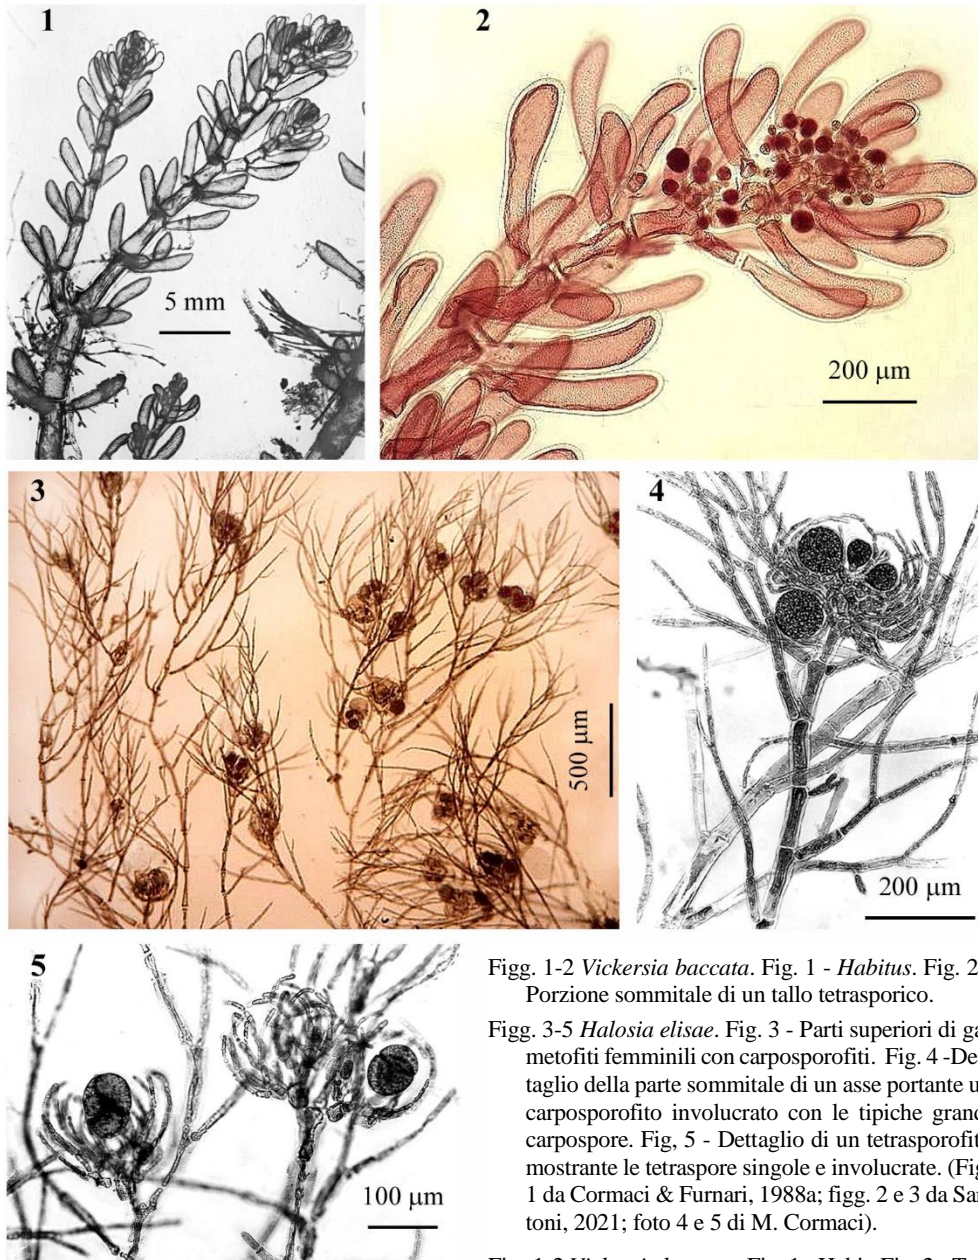 1
2
5 mm
200 µm
3
4
500 µm
200 µm
5
100 µm
Figg. 1-2 Vickersia baccata. Fig. 1 - Habitus. Fig. 2
Porzione sommitale di un tallo tetrasporico.
Figg. 3-5 Halosia elisae. Fig. 3 - Parti superiori di ga
metofiti femminili con carposporofiti. Fig. 4 -De
taglio della parte sommitale di un asse portante u
carposporofito involucrato con le tipiche grand
carpospore. Fig, 5 - Dettaglio di un tetrasporofit
mostrante le tetraspore singole e involucrate. (Fig
1 da Cormaci & Furnari, 1988a; figg. 2 e 3 da Sar
toni, 2021; foto 4 e 5 di M. Cormaci).